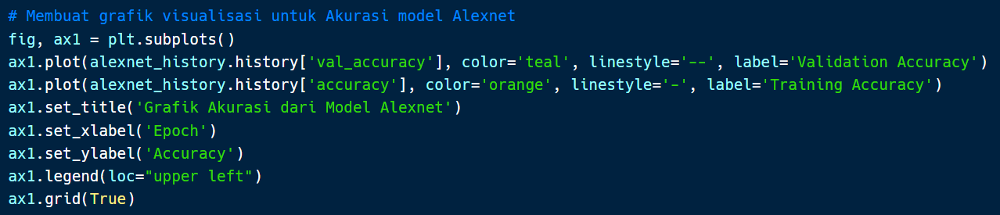 # Membuat grafik visualisasi untuk Akurasi model Alexnet
fig, ax1 = plt.subplots()
ax1.plot(alexnet_history.history['val_accuracy'], color='teal', linestyle='--', label='Validation Accuracy')
ax1.plot(alexnet_history.history['accuracy'], color='orange', linestyle='-', label='Training Accuracy')
ax1.set_title('Grafik Akurasi dari Model Alexnet')
ax1.set_xlabel('Epoch')
ax1.set_ylabel('Accuracy')
ax1.legend(loc="upper left")
ax1.grid(True)